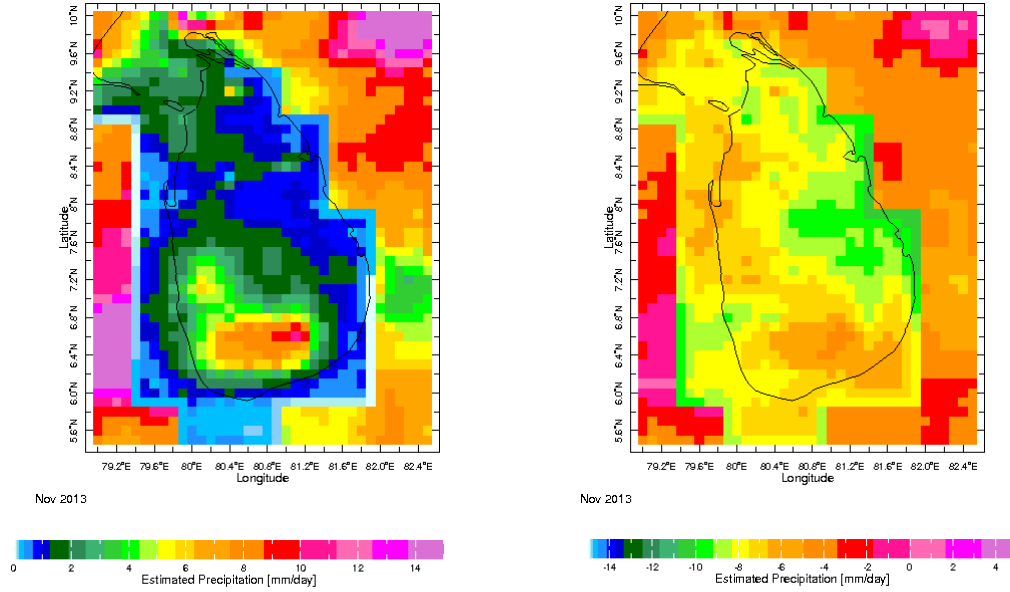 10°N
9.6°N
9.2°N
8.8°N
8.4°N
8°N
7.6°N
7.2°N
6.8°N
6.4°N
6.0°N
5.6°N
Latitude
79.2°E 79.6°E 80°E 80.4°E 80.8°E 81.2°E 81.6°E 82.0°E 82.4°E
Longitude
Nov 2013
0 2 4 6 8 10 12 14
Estimated Precipitation [mm/day]
10°N
9.6°N
9.2°N
8.8°N
8.4°N
8°N
7.6°N
7.2°N
6.8°N
6.4°N
6.0°N
5.6°N
Latitude
79.2°E 79.6°E 80°E 80.4°E 80.8°E 81.2°E 81.6°E 82.0°E 82.4°E
Longitude
Nov 2013
-14 -12 -10 -8 -6 -4 -2 0 2 4
Estimated Precipitation [mm/day]